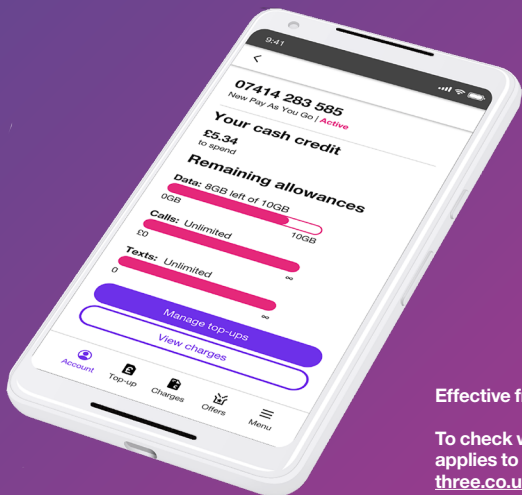 9:41
07414 283 585
New Pay As You Go | Active
Your cash credit
£5.34
to spend
Remaining allowances
Data: 8GB left of 10GB
0GB 10GB
Calls: Unlimited
£0 ∞
Texts: Unlimited
0 ∞
Manage top-ups
View charges
Account Top-up Charges Offers Menu
Effective f
To check w
applies to
three.co.u